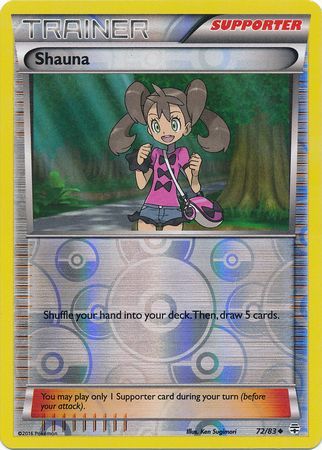 TRAINER
SUPPORTER
Shauna
Shuffle your hand into your deck. Then, draw 5 cards.
You may play only 1 Supporter card during your turn (before
your attack).
©2016 Pokémon
Illus. Ken Sugimori
72/83